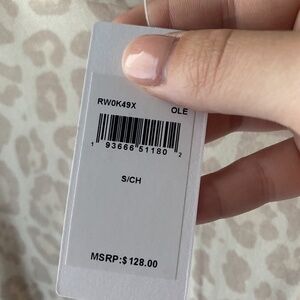 RW0K49X OLE
1 93666 51180 2
S/CH
MSRP:$128.00